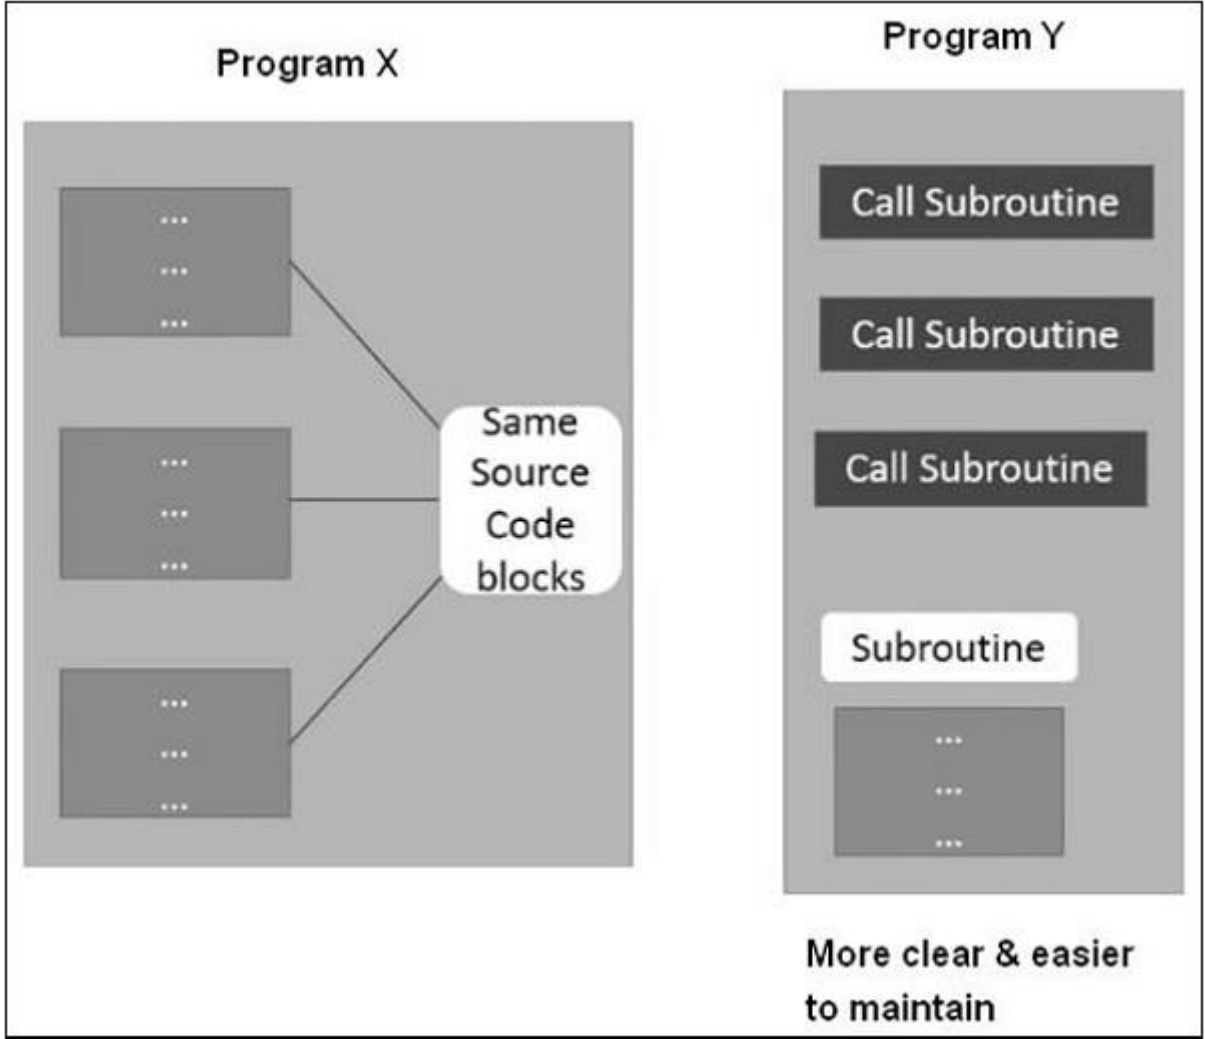 Program X
...
...
...
...
...
...
...
...
...
Same
Source
Code
blocks
Program Y
Call Subroutine
Call Subroutine
Call Subroutine
Subroutine
...
...
...
More clear & easier
to maintain